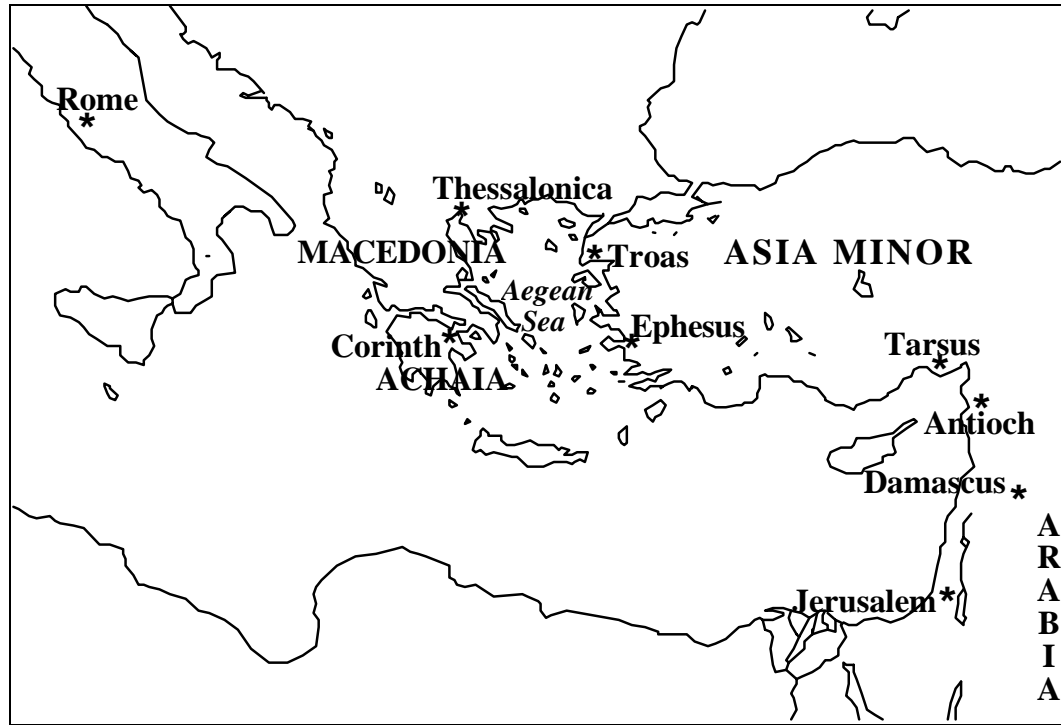 Rome
*
Thessalonica
*
MACEDONIA
* Troas
ASIA MINOR
Aegean
Sea
Corinth *
Ephesus
*
ACHAIA
Tarsus
*
*
Antioch
Damascus *
A
R
A
B
I
A
Jerusalem *